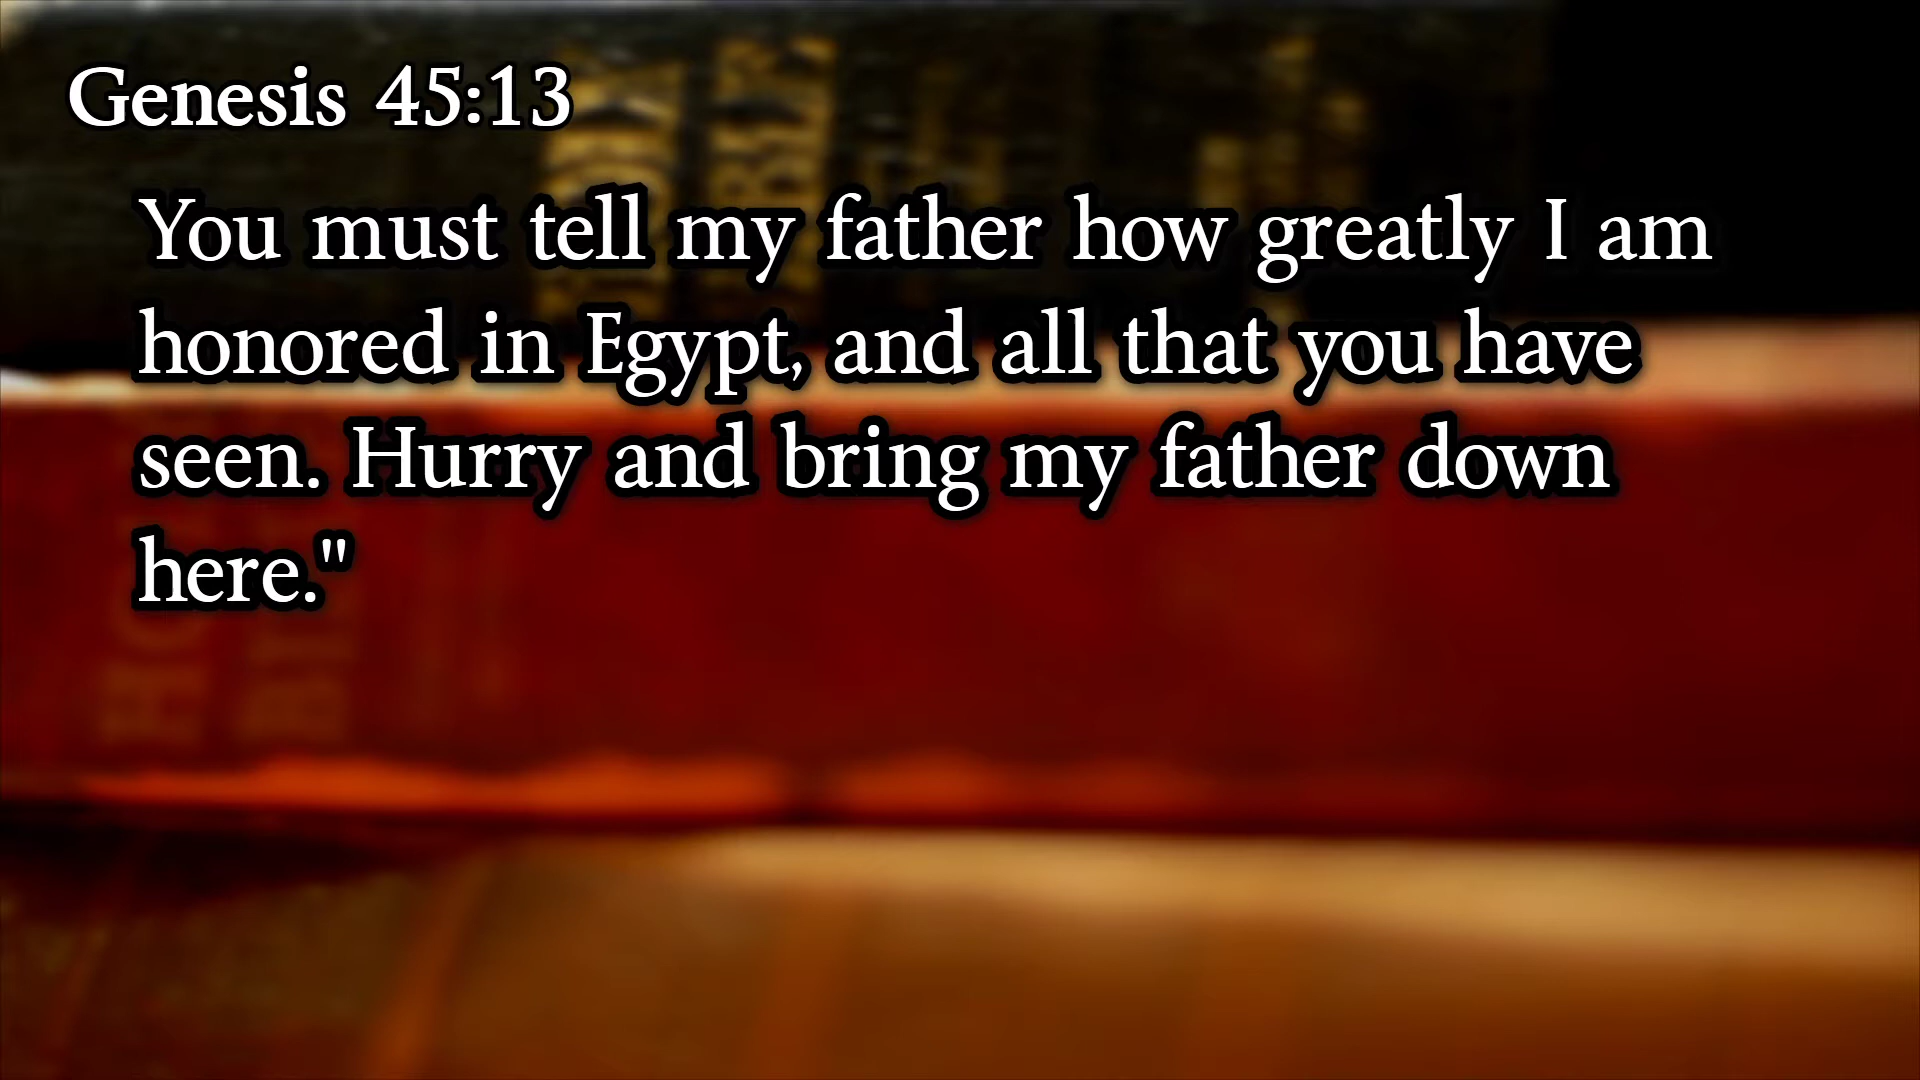 Genesis 45:13
You must tell my father how greatly I am
honored in Egypt, and all that you have
seen. Hurry and bring my father down
here."